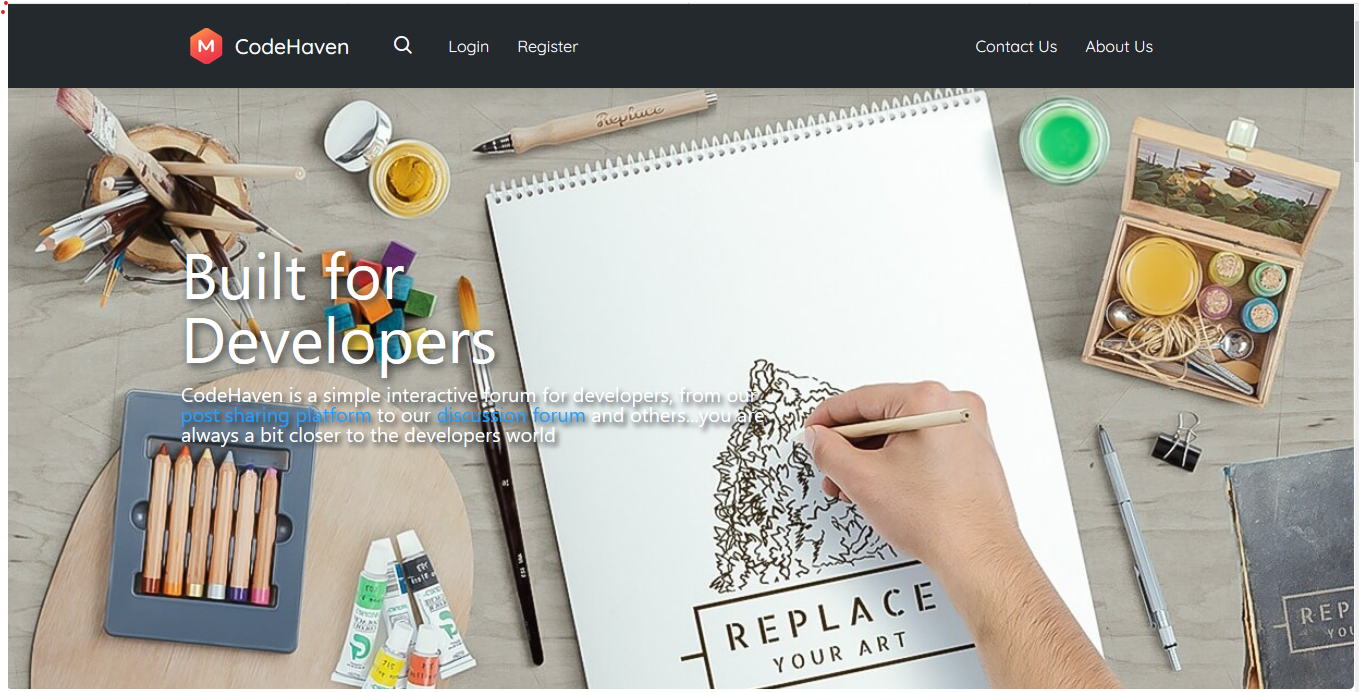 M CodeHaven Login Register Contact Us About Us
Replace
Built for
Developers
CodeHaven is a simple interactive forum for developers, from our
post sharing platform to our discussion forum and others...you are
always a bit closer to the developers world
REPLACE
YOUR ART
REP
YOU